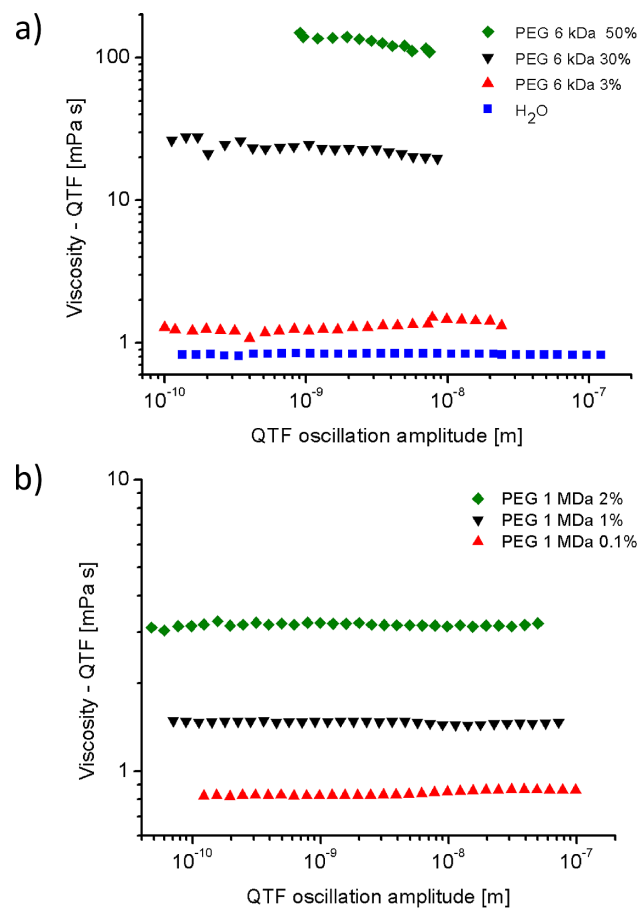 a)
PEG 6 kDa 50%
PEG 6 kDa 30%
PEG 6 kDa 3%
H₂O
100
10
1
Viscosity - QTF [mPa s]
10⁻¹⁰ 10⁻⁹ 10⁻⁸ 10⁻⁷
QTF oscillation amplitude [m]
b)
PEG 1 MDa 2%
PEG 1 MDa 1%
PEG 1 MDa 0.1%
10
1
Viscosity - QTF [mPa s]
10⁻¹⁰ 10⁻⁹ 10⁻⁸ 10⁻⁷
QTF oscillation amplitude [m]